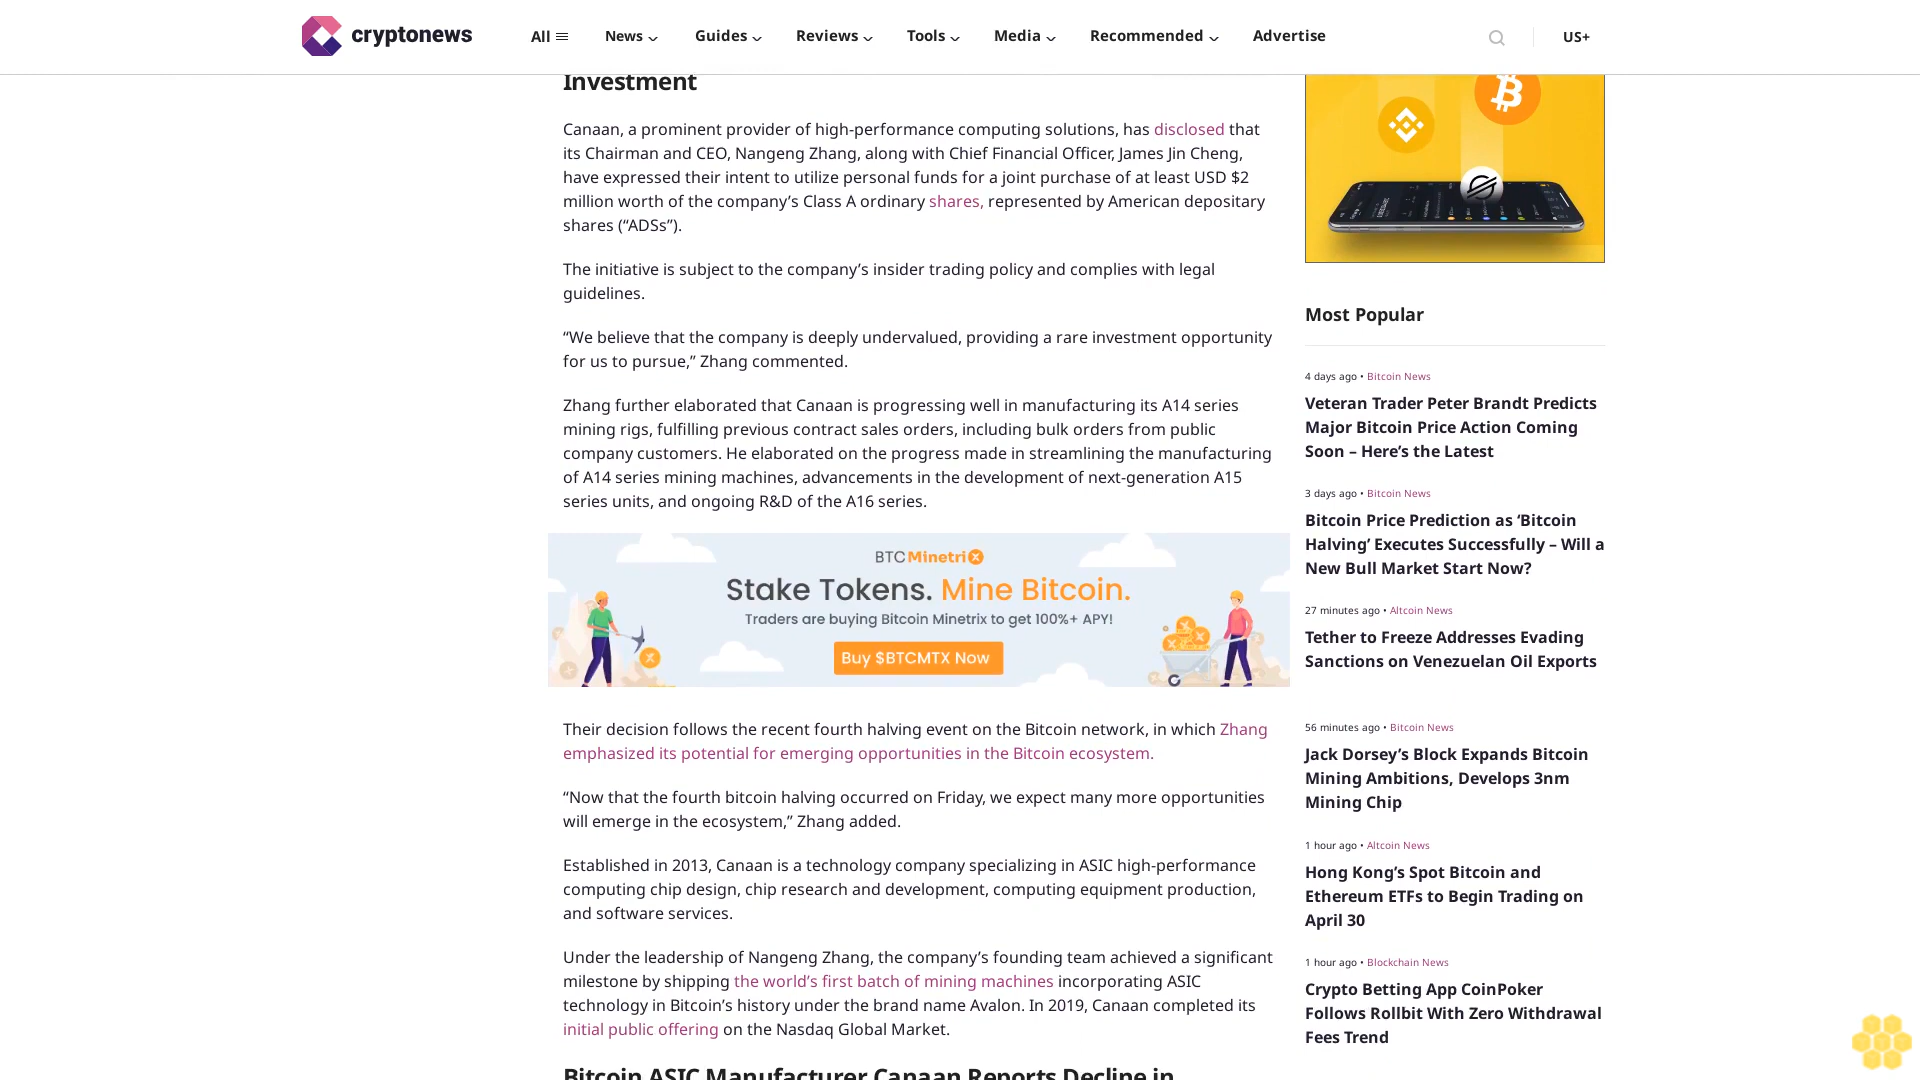 cryptonews
All
News
Guides
Reviews
Tools
Media
Recommended
Advertise
US+
Investment
Canaan, a prominent provider of high-performance computing solutions, has disclosed that
its Chairman and CEO, Nangeng Zhang, along with Chief Financial Officer, James Jin Cheng,
have expressed their intent to utilize personal funds for a joint purchase of at least USD $2
million worth of the company’s Class A ordinary shares, represented by American depositary
shares (“ADSs”).
The initiative is subject to the company’s insider trading policy and complies with legal
guidelines.
“We believe that the company is deeply undervalued, providing a rare investment opportunity
for us to pursue,” Zhang commented.
Zhang further elaborated that Canaan is progressing well in manufacturing its A14 series
mining rigs, fulfilling previous contract sales orders, including bulk orders from public
company customers. He elaborated on the progress made in streamlining the manufacturing
of A14 series mining machines, advancements in the development of next-generation A15
series units, and ongoing R&D of the A16 series.
BTC Minetrix
Stake Tokens. Mine Bitcoin.
Traders are buying Bitcoin Minetrix to get 100%+ APY!
Buy $BTCMTX Now
Their decision follows the recent fourth halving event on the Bitcoin network, in which Zhang
emphasized its potential for emerging opportunities in the Bitcoin ecosystem.
“Now that the fourth bitcoin halving occurred on Friday, we expect many more opportunities
will emerge in the ecosystem,” Zhang added.
Established in 2013, Canaan is a technology company specializing in ASIC high-performance
computing chip design, chip research and development, computing equipment production,
and software services.
Under the leadership of Nangeng Zhang, the company’s founding team achieved a significant
milestone by shipping the world’s first batch of mining machines incorporating ASIC
technology in Bitcoin’s history under the brand name Avalon. In 2019, Canaan completed its
initial public offering on the Nasdaq Global Market.
Bitcoin ASIC Manufacturer Canaan Reports Decline in
Most Popular
4 days ago • Bitcoin News
Veteran Trader Peter Brandt Predicts
Major Bitcoin Price Action Coming
Soon – Here’s the Latest
3 days ago • Bitcoin News
Bitcoin Price Prediction as ‘Bitcoin
Halving’ Executes Successfully – Will a
New Bull Market Start Now?
27 minutes ago • Altcoin News
Tether to Freeze Addresses Evading
Sanctions on Venezuelan Oil Exports
56 minutes ago • Bitcoin News
Jack Dorsey’s Block Expands Bitcoin
Mining Ambitions, Develops 3nm
Mining Chip
1 hour ago • Altcoin News
Hong Kong’s Spot Bitcoin and
Ethereum ETFs to Begin Trading on
April 30
1 hour ago • Blockchain News
Crypto Betting App CoinPoker
Follows Rollbit With Zero Withdrawal
Fees Trend